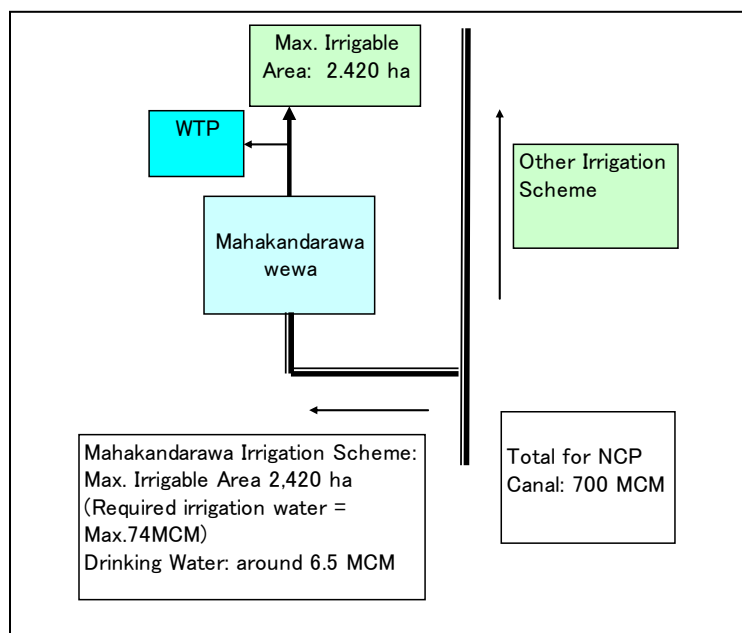 Max. Irrigable
Area: 2.420 ha
WTP
Other Irrigation
Scheme
Mahakandarawa
wewa
Mahakandarawa Irrigation Scheme:
Max. Irrigable Area 2,420 ha
(Required irrigation water =
Max.74MCM)
Drinking Water: around 6.5 MCM
Total for NCP
Canal: 700 MCM